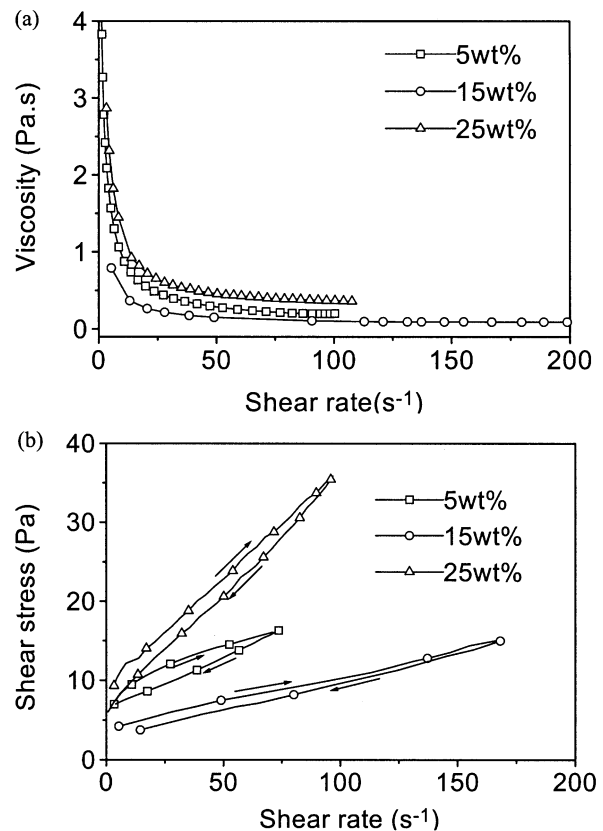 (a)
4
3
2
1
0
Viscosity (Pa.s)
5wt%
15wt%
25wt%
0 50 100 150 200
Shear rate(s-1)
(b)
40
30
20
10
0
Shear stress (Pa)
5wt%
15wt%
25wt%
0 50 100 150 200
Shear rate (s-1)